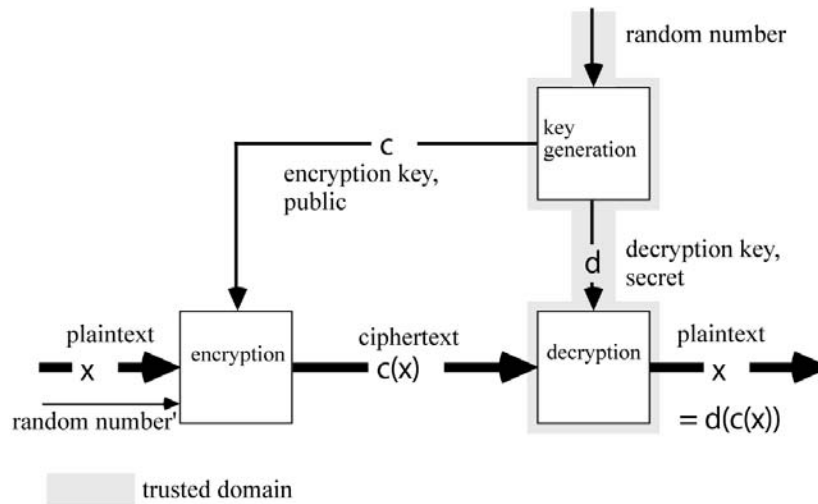 random number
key
generation
c
encryption key,
public
d
decryption key,
secret
plaintext
x
random number'
encryption
ciphertext
c(x)
decryption
plaintext
x
= d(c(x))
trusted domain